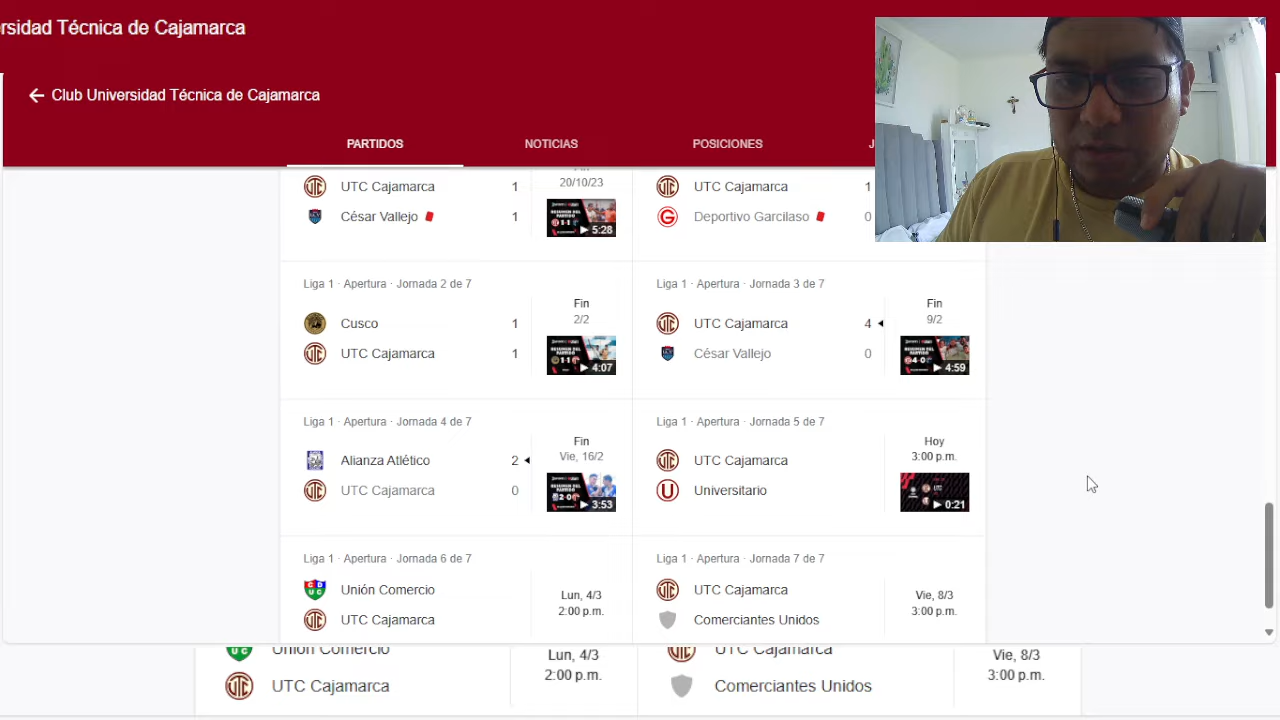 rsidad Técnica de Cajamarca
Club Universidad Técnica de Cajamarca
PARTIDOS
NOTICIAS
POSICIONES
J
UTC Cajamarca 1
César Vallejo 1
20/10/23
5:28
UTC Cajamarca 1
Deportivo Garcilaso 0
Liga 1 · Apertura · Jornada 2 de 7
Cusco 1
UTC Cajamarca 1
Fin
2/2
4:07
Liga 1 · Apertura · Jornada 3 de 7
UTC Cajamarca 4
César Vallejo 0
Fin
9/2
4:59
Liga 1 · Apertura · Jornada 4 de 7
Alianza Atlético 2
UTC Cajamarca 0
Fin
Vie, 16/2
3:53
Liga 1 · Apertura · Jornada 5 de 7
UTC Cajamarca
Universitario
Hoy
3:00 p.m.
0:21
Liga 1 · Apertura · Jornada 6 de 7
Unión Comercio
UTC Cajamarca
Lun, 4/3
2:00 p.m.
Liga 1 · Apertura · Jornada 7 de 7
UTC Cajamarca
Comerciantes Unidos
Vie, 8/3
3:00 p.m.
Unión Comercio
UTC Cajamarca
Lun, 4/3
2:00 p.m.
UTC Cajamarca
Comerciantes Unidos
Vie, 8/3
3:00 p.m.